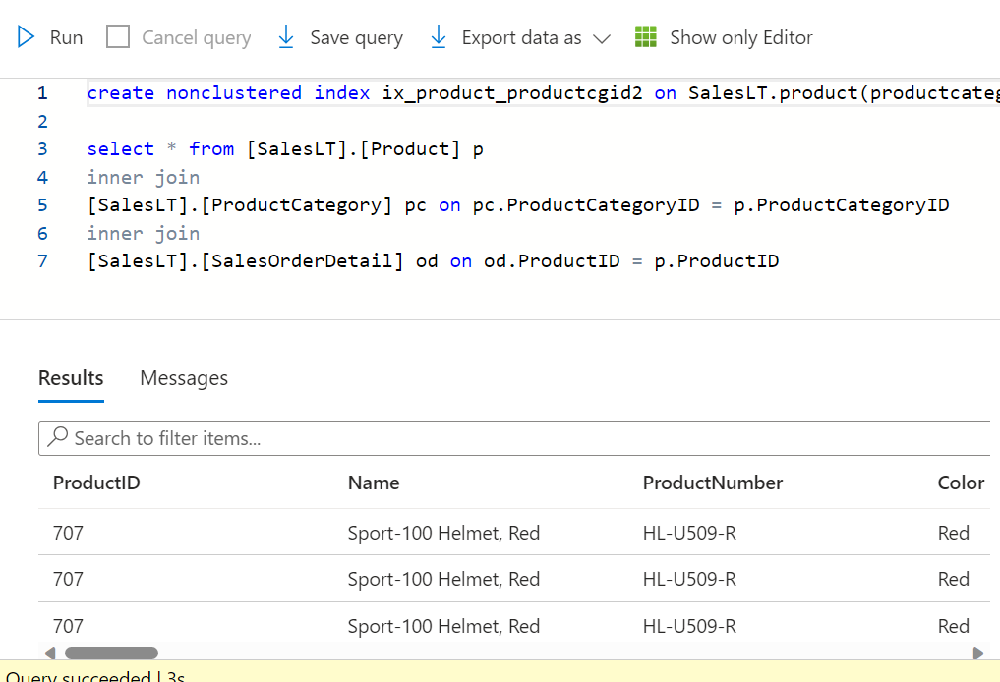 Run Cancel query Save query Export data as Show only Editor
1 create nonclustered index ix_product_productcgid2 on SalesLT.product(productcateg
2
3 select * from [SalesLT].[Product] p
4 inner join
5 [SalesLT].[ProductCategory] pc on pc.ProductCategoryID = p.ProductCategoryID
6 inner join
7 [SalesLT].[SalesOrderDetail] od on od.ProductID = p.ProductID
Results Messages
Search to filter items...
ProductID Name ProductNumber Color
707 Sport-100 Helmet, Red HL-U509-R Red
707 Sport-100 Helmet, Red HL-U509-R Red
707 Sport-100 Helmet, Red HL-U509-R Red
Query succeeded | 3s